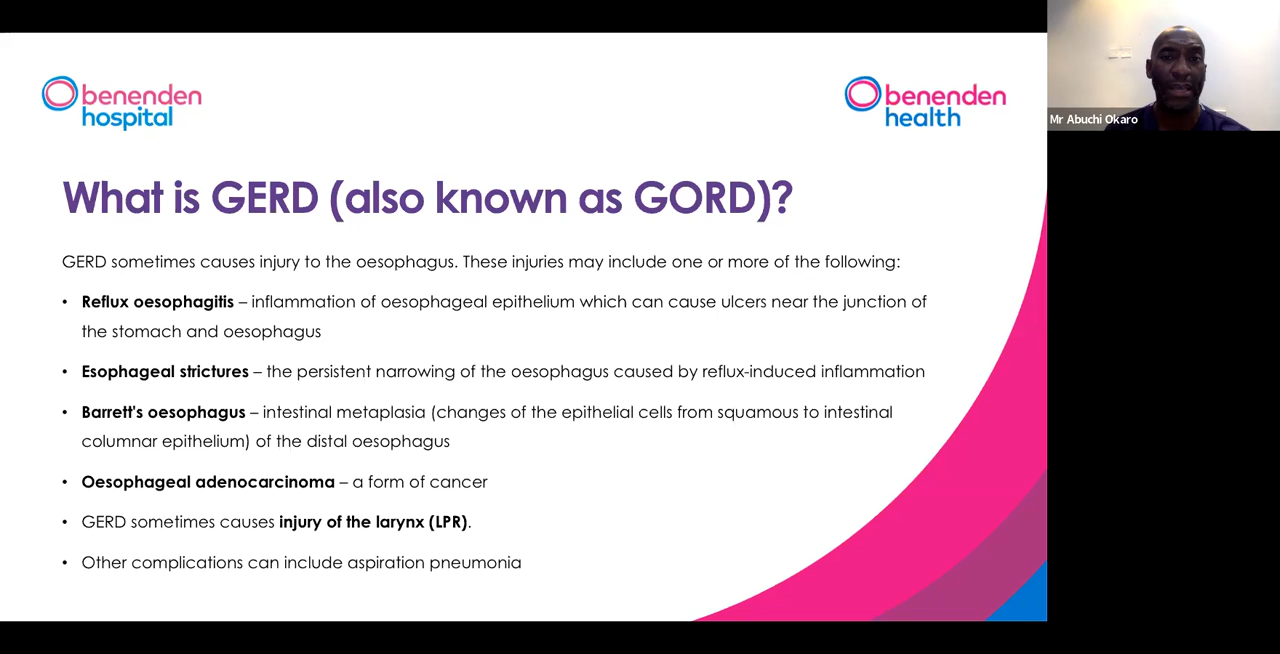 benenden
hospital
benenden
health
Mr Abuchi Okaro
What is GERD (also known as GORD)?
GERD sometimes causes injury to the oesophagus. These injuries may include one or more of the following:
• Reflux oesophagitis – inflammation of oesophageal epithelium which can cause ulcers near the junction of
the stomach and oesophagus
• Esophageal strictures – the persistent narrowing of the oesophagus caused by reflux-induced inflammation
• Barrett's oesophagus – intestinal metaplasia (changes of the epithelial cells from squamous to intestinal
columnar epithelium) of the distal oesophagus
• Oesophageal adenocarcinoma – a form of cancer
• GERD sometimes causes injury of the larynx (LPR).
• Other complications can include aspiration pneumonia